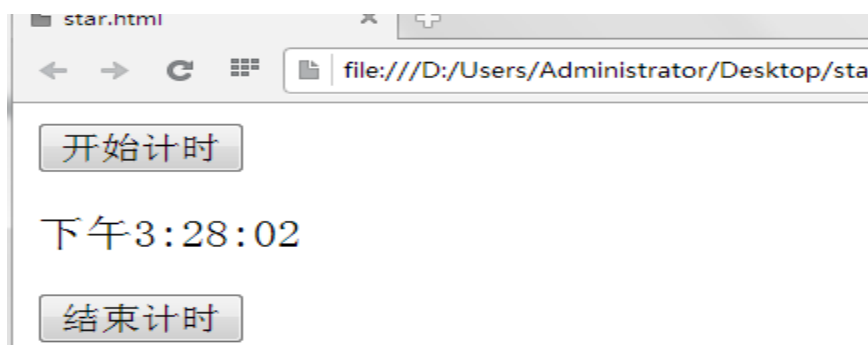 star.html
file:///D:/Users/Administrator/Desktop/sta
开始计时
下午3:28:02
结束计时